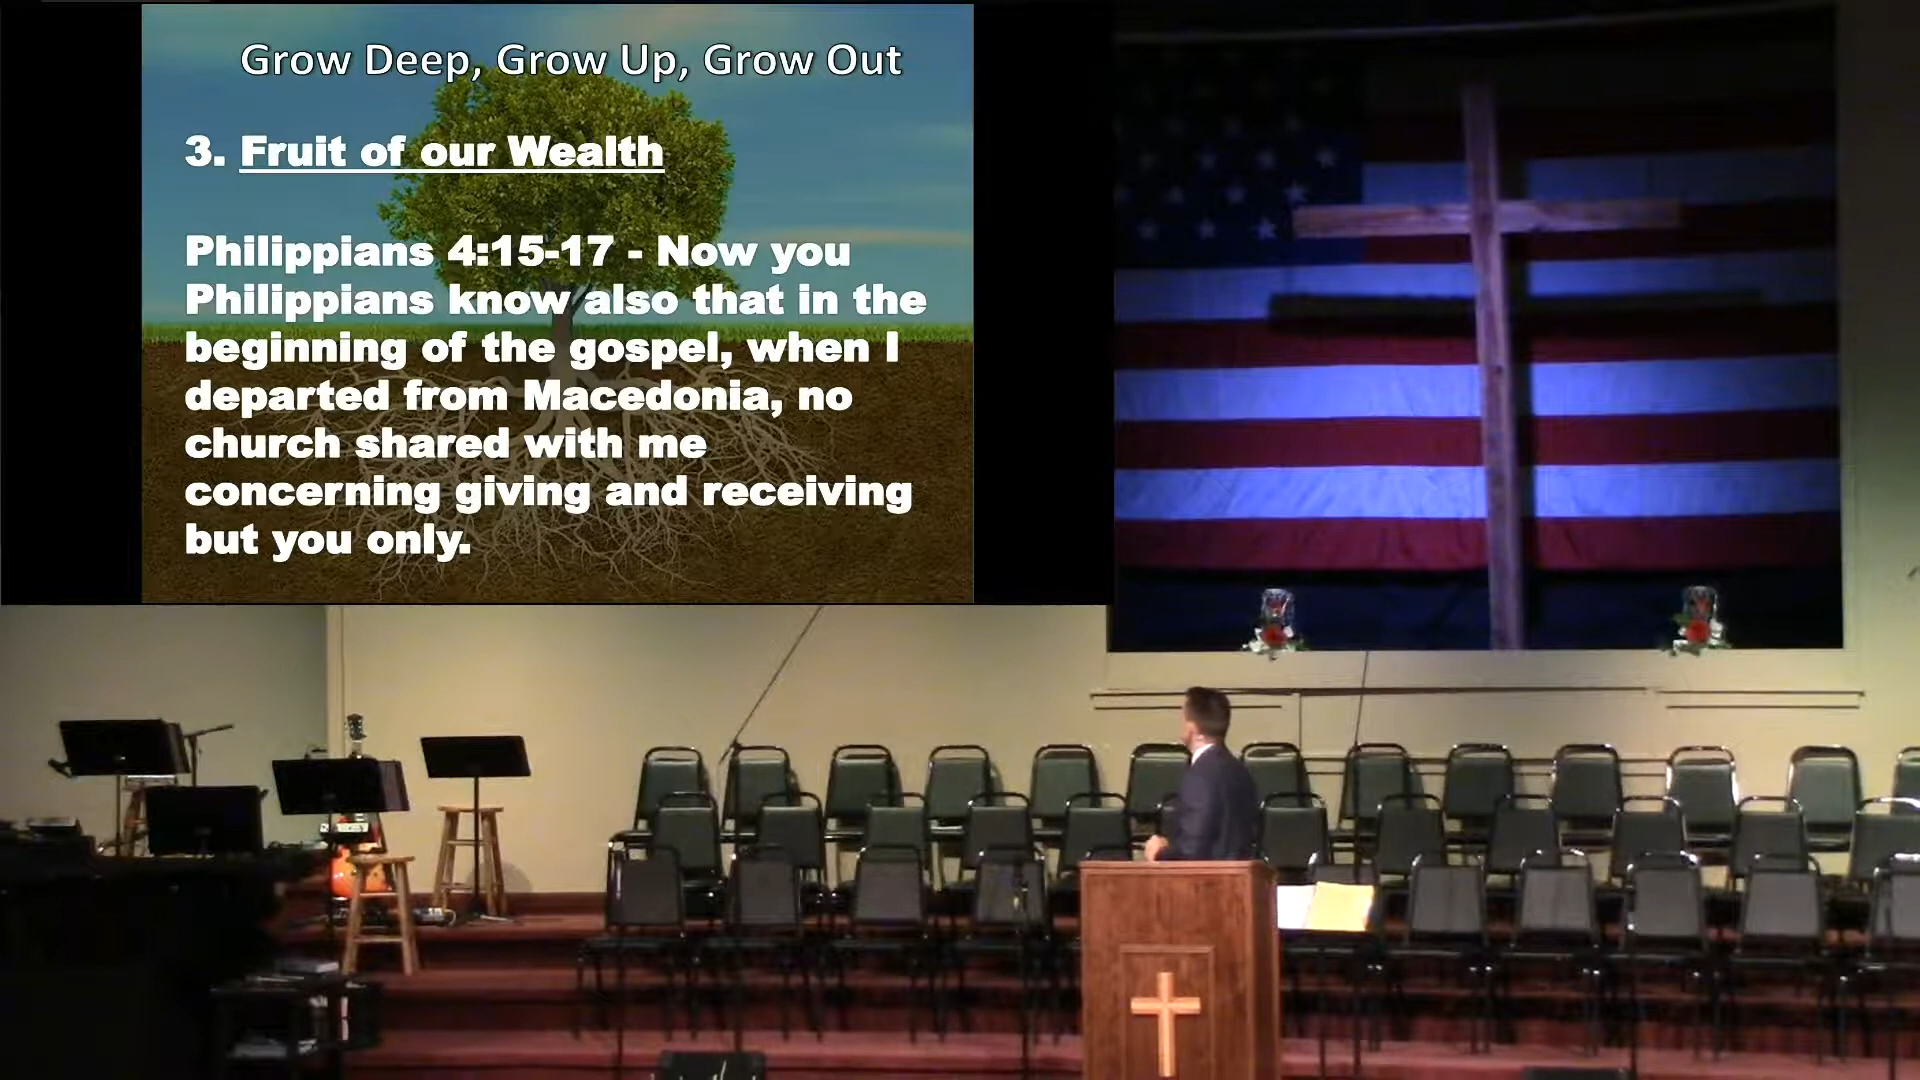 Grow Deep, Grow Up, Grow Out
3. Fruit of our Wealth
Philippians 4:15-17 - Now you
Philippians know also that in the
beginning of the gospel, when I
departed from Macedonia, no
church shared with me
concerning giving and receiving
but you only.